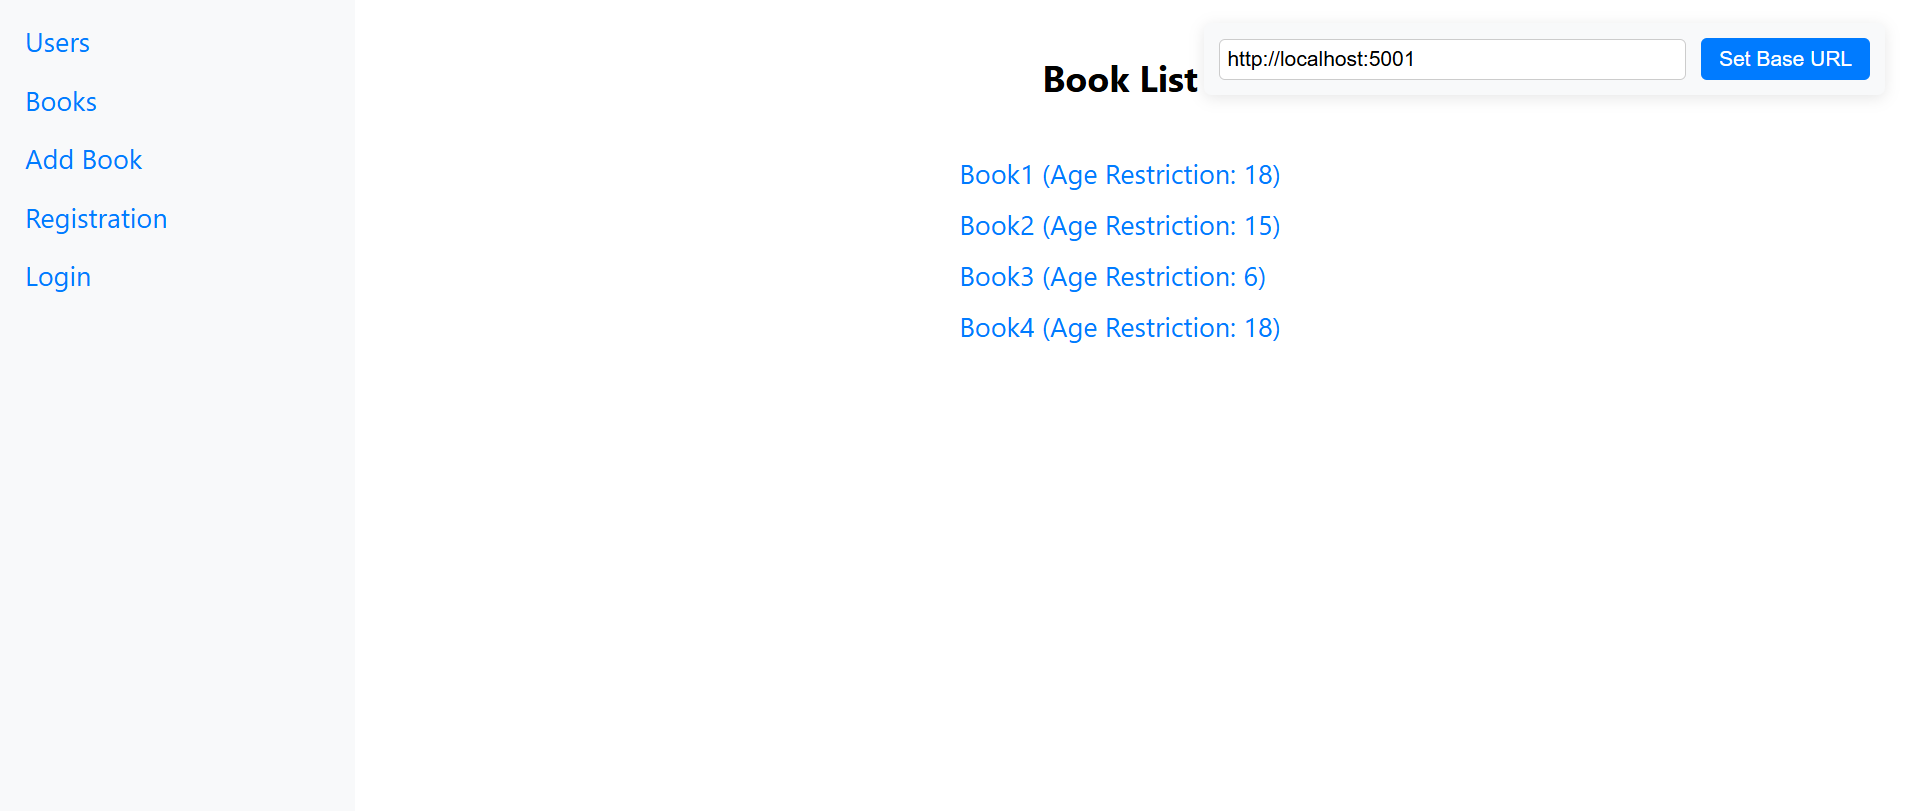 Users
Books
Add Book
Registration
Login
http://localhost:5001
Set Base URL
Book List
Book1 (Age Restriction: 18)
Book2 (Age Restriction: 15)
Book3 (Age Restriction: 6)
Book4 (Age Restriction: 18)